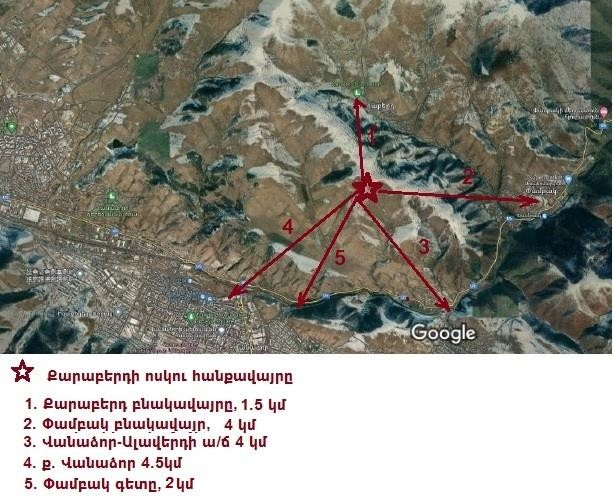 1
2
3
4
5
Փամբակ
Google
Քարաբերդի ոսկու հանքավայրը
1. Քարաբերդ բնակավայրը, 1.5 կմ
2. Փամբակ բնակավայր, 4 կմ
3. Վանաձոր-Ալավերդի ա/ճ 4 կմ
4. ք. Վանաձոր 4.5կմ
5. Փամբակ գետը, 2կմ